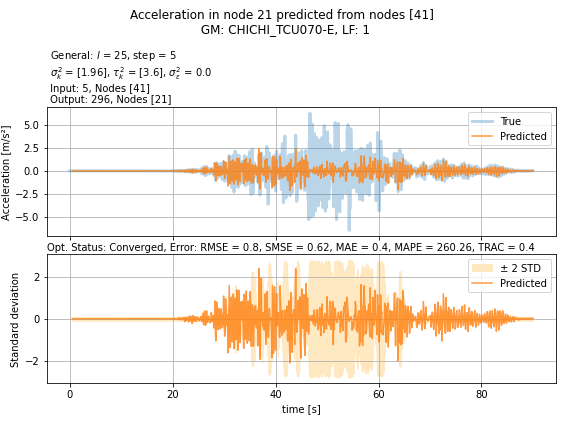 Acceleration in node 21 predicted from nodes [41]
GM: CHICHI_TCU070-E, LF: 1
General: l = 25, step = 5
σ²ₖ = [1.96], τ²ₖ = [3.6], σ²ε = 0.0
Input: 5, Nodes [41]
Output: 296, Nodes [21]
Acceleration [m/s²]
5.0
2.5
0.0
−2.5
−5.0
True
Predicted
Opt. Status: Converged, Error: RMSE = 0.8, SMSE = 0.62, MAE = 0.4, MAPE = 260.26, TRAC = 0.4
Standard deviation
2
0
−2
± 2 STD
Predicted
0 20 40 60 80
time [s]